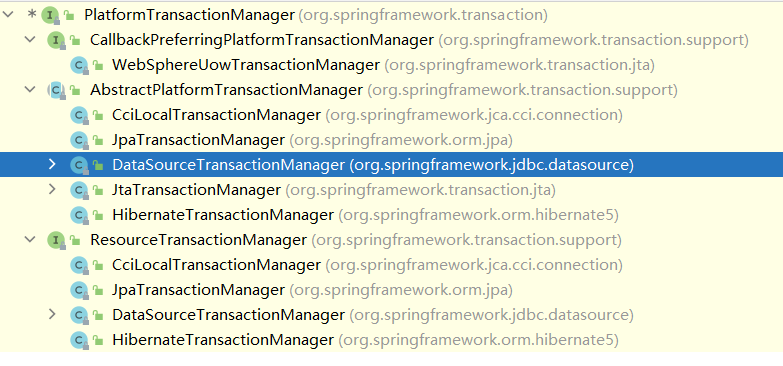 * PlatformTransactionManager (org.springframework.transaction)
CallbackPreferringPlatformTransactionManager (org.springframework.transaction.support)
WebSphereUowTransactionManager (org.springframework.transaction.jta)
AbstractPlatformTransactionManager (org.springframework.transaction.support)
CciLocalTransactionManager (org.springframework.jca.cci.connection)
JpaTransactionManager (org.springframework.orm.jpa)
DataSourceTransactionManager (org.springframework.jdbc.datasource)
JtaTransactionManager (org.springframework.transaction.jta)
HibernateTransactionManager (org.springframework.orm.hibernate5)
ResourceTransactionManager (org.springframework.transaction.support)
CciLocalTransactionManager (org.springframework.jca.cci.connection)
JpaTransactionManager (org.springframework.orm.jpa)
DataSourceTransactionManager (org.springframework.jdbc.datasource)
HibernateTransactionManager (org.springframework.orm.hibernate5)